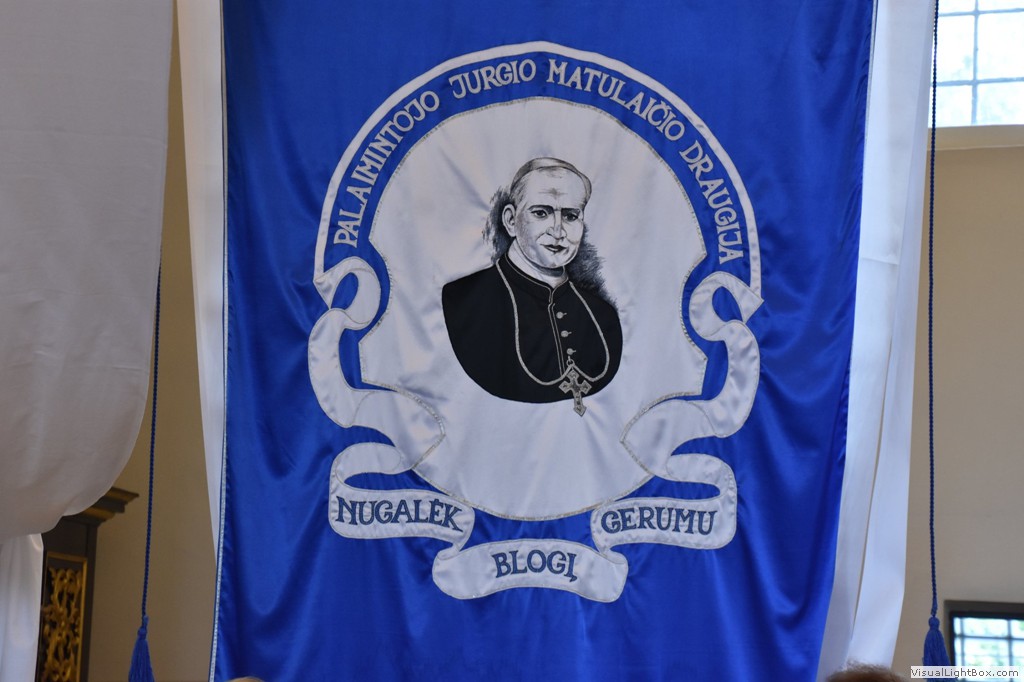 PALAIMINTOJO JURGIO MATULAIČIO DRAUGIJA
NUGALĖK
BLOGĮ
GERUMU
VisualLightBox.com